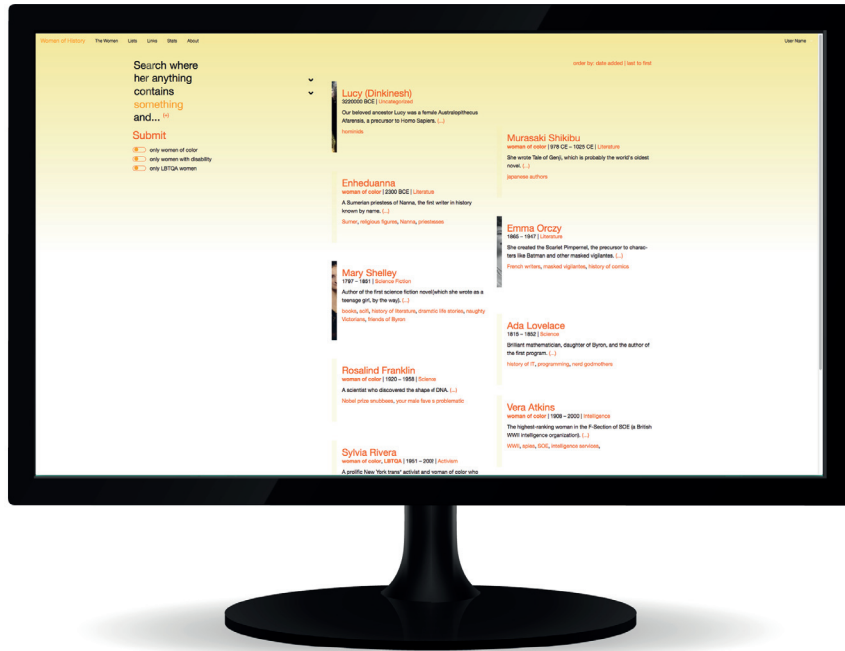 Women of History The Women Lists Links Stats About User Name
Search where
her anything
contains
something
and... [+]
Submit
only women of color
only women with disability
only LBTQA women
order by: date added | last to first
Lucy (Dinkinesh)
3220000 BCE | Uncategorized
Our beloved ancestor Lucy was a female Australopithecus
Afarensis, a precursor to Homo Sapiens. (...)
hominids
Enheduanna
women of color | 2300 BCE | Literatus
A Sumerian priestess of Nanna, the first writer in history
known by name. (...)
Sumer, religious figures, Nanna, priestesses
Mary Shelley
1797 – 1851 | Science Fiction
Author of the first science fiction novel(which she wrote as a
teenage girl, by the way). (...)
books, scifi, history of literature, dramatic life stories, naughty
Victorians, friends of Byron
Rosalind Franklin
women of color | 1920 – 1958 | Science
A scientist who discovered the shape of DNA. (...)
Nobel prize snubbees, your male fave is problematic
Sylvia Rivera
women of color, LBTQA | 1951 – 2002 | Activism
A prolific New York trans* activist and woman of color who
Murasaki Shikibu
women of color | 978 CE – 1025 CE | Literature
She wrote Tale of Genji, which is probably the world's oldest
novel. (...)
japanese authors
Emma Orczy
1865 – 1947 | Literature
She created the Scarlet Pimpernel, the precursor to charac-
ters like Batman and other masked vigilantes. (...)
French writers, masked vigilantes, history of comics
Ada Lovelace
1815 – 1852 | Science
Brilliant mathematician, daughter of Byron, and the author of
the first program. (...)
history of IT, programming, nerd godmothers
Vera Atkins
women of color | 1908 – 2000 | Intelligence
The highest-ranking women in the F-Section of SOE (a British
WWII intelligence organization). (...)
WWII, spies, SOE, intelligence services,